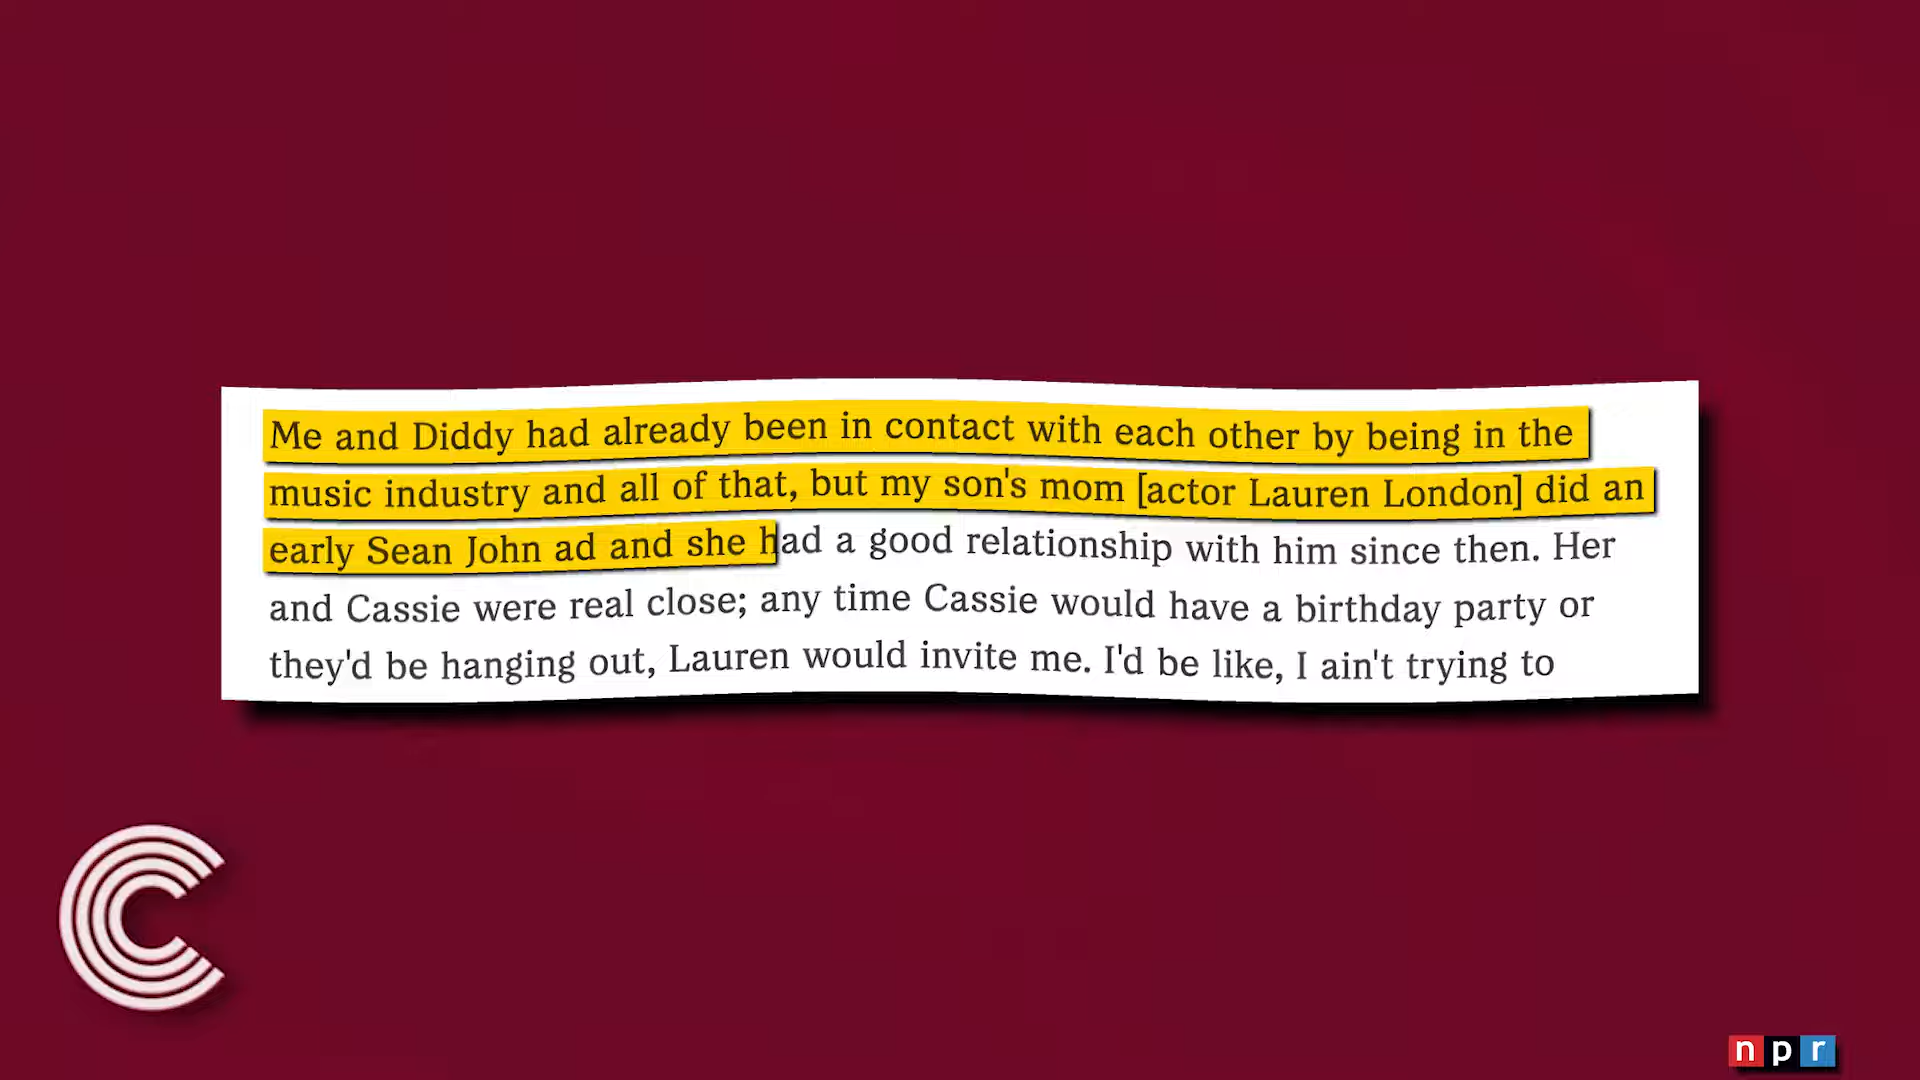 Me and Diddy had already been in contact with each other by being in the
music industry and all of that, but my son's mom [actor Lauren London] did an
early Sean John ad and she had a good relationship with him since then. Her
and Cassie were real close; any time Cassie would have a birthday party or
they'd be hanging out, Lauren would invite me. I'd be like, I ain't trying to
C
npr